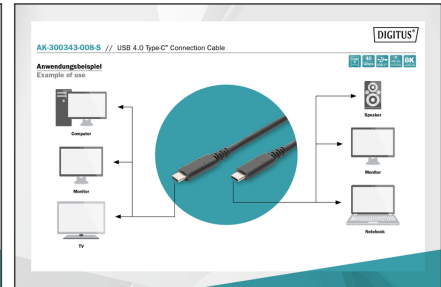 DIGITUS®
AK-300343-008-S // USB 4.0 Type-C™ Connection Cable
Anwendungsbeispiel
Example of use
40
8K
Computer
Speaker
Monitor
Monitor
TV
Notebook